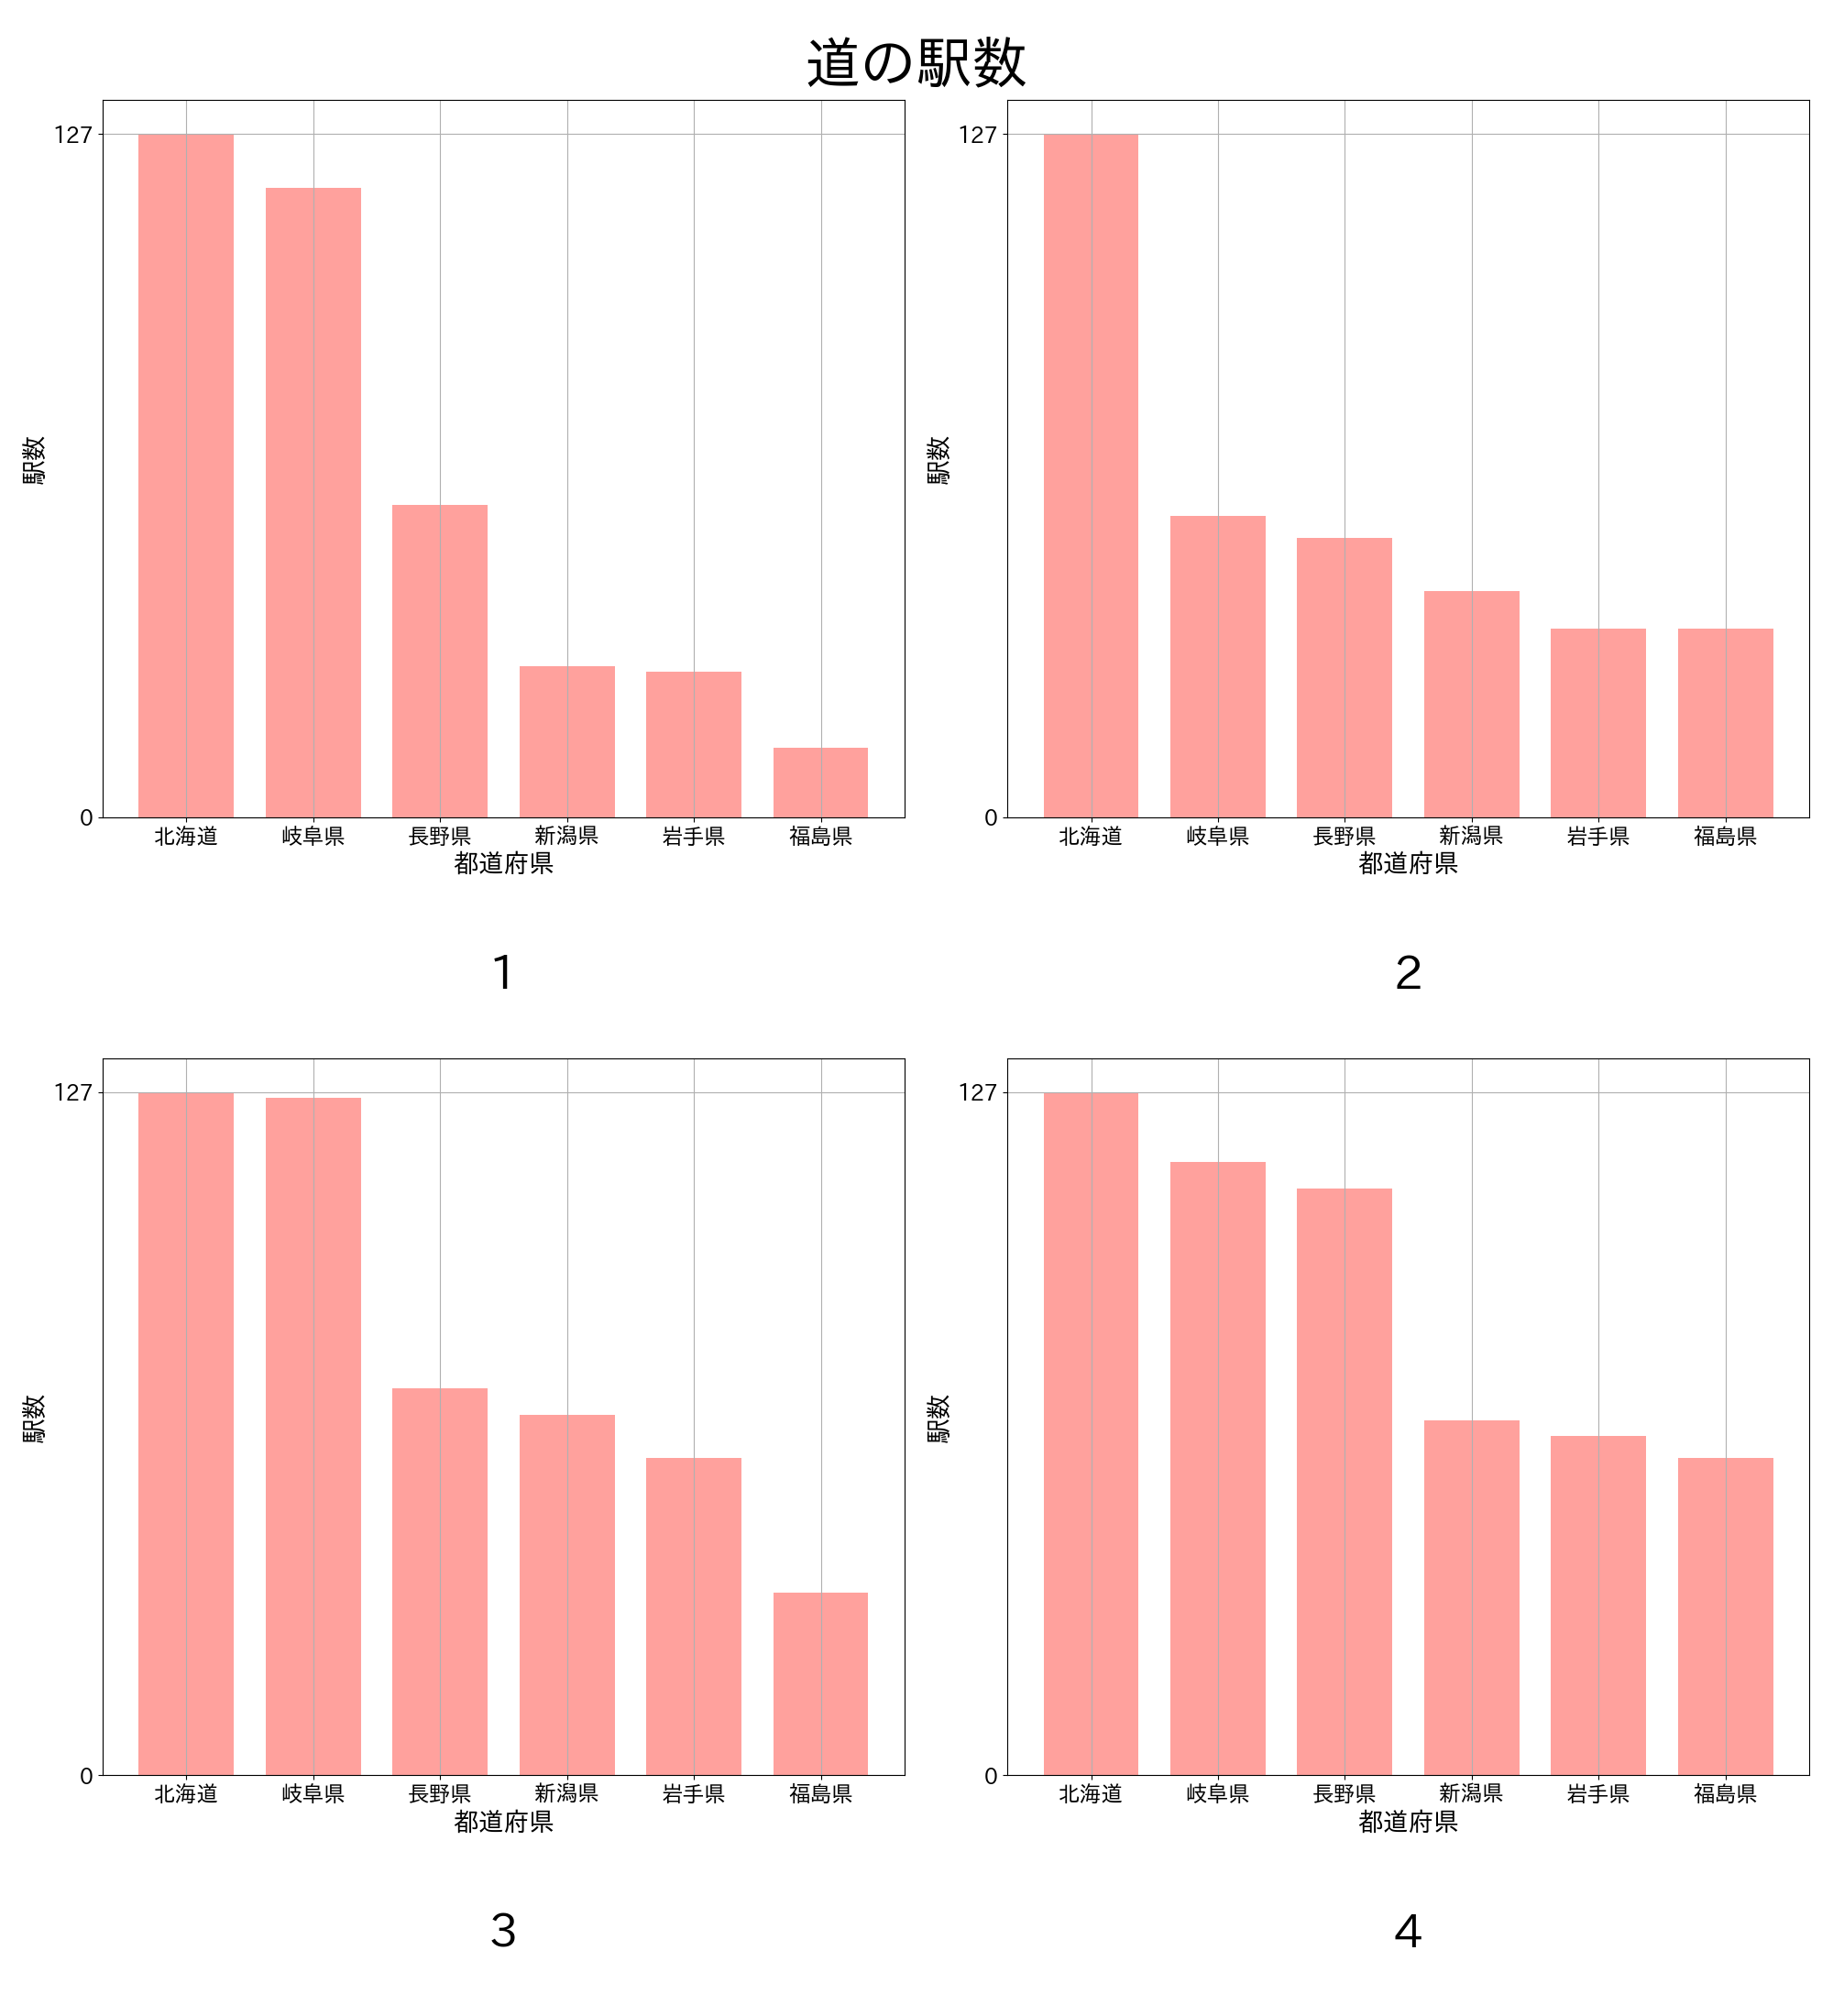 道の駅数
127
0
駅数
北海道 岐阜県 長野県 新潟県 岩手県 福島県
都道府県
1
127
0
駅数
北海道 岐阜県 長野県 新潟県 岩手県 福島県
都道府県
2
127
0
駅数
北海道 岐阜県 長野県 新潟県 岩手県 福島県
都道府県
3
127
0
駅数
北海道 岐阜県 長野県 新潟県 岩手県 福島県
都道府県
4